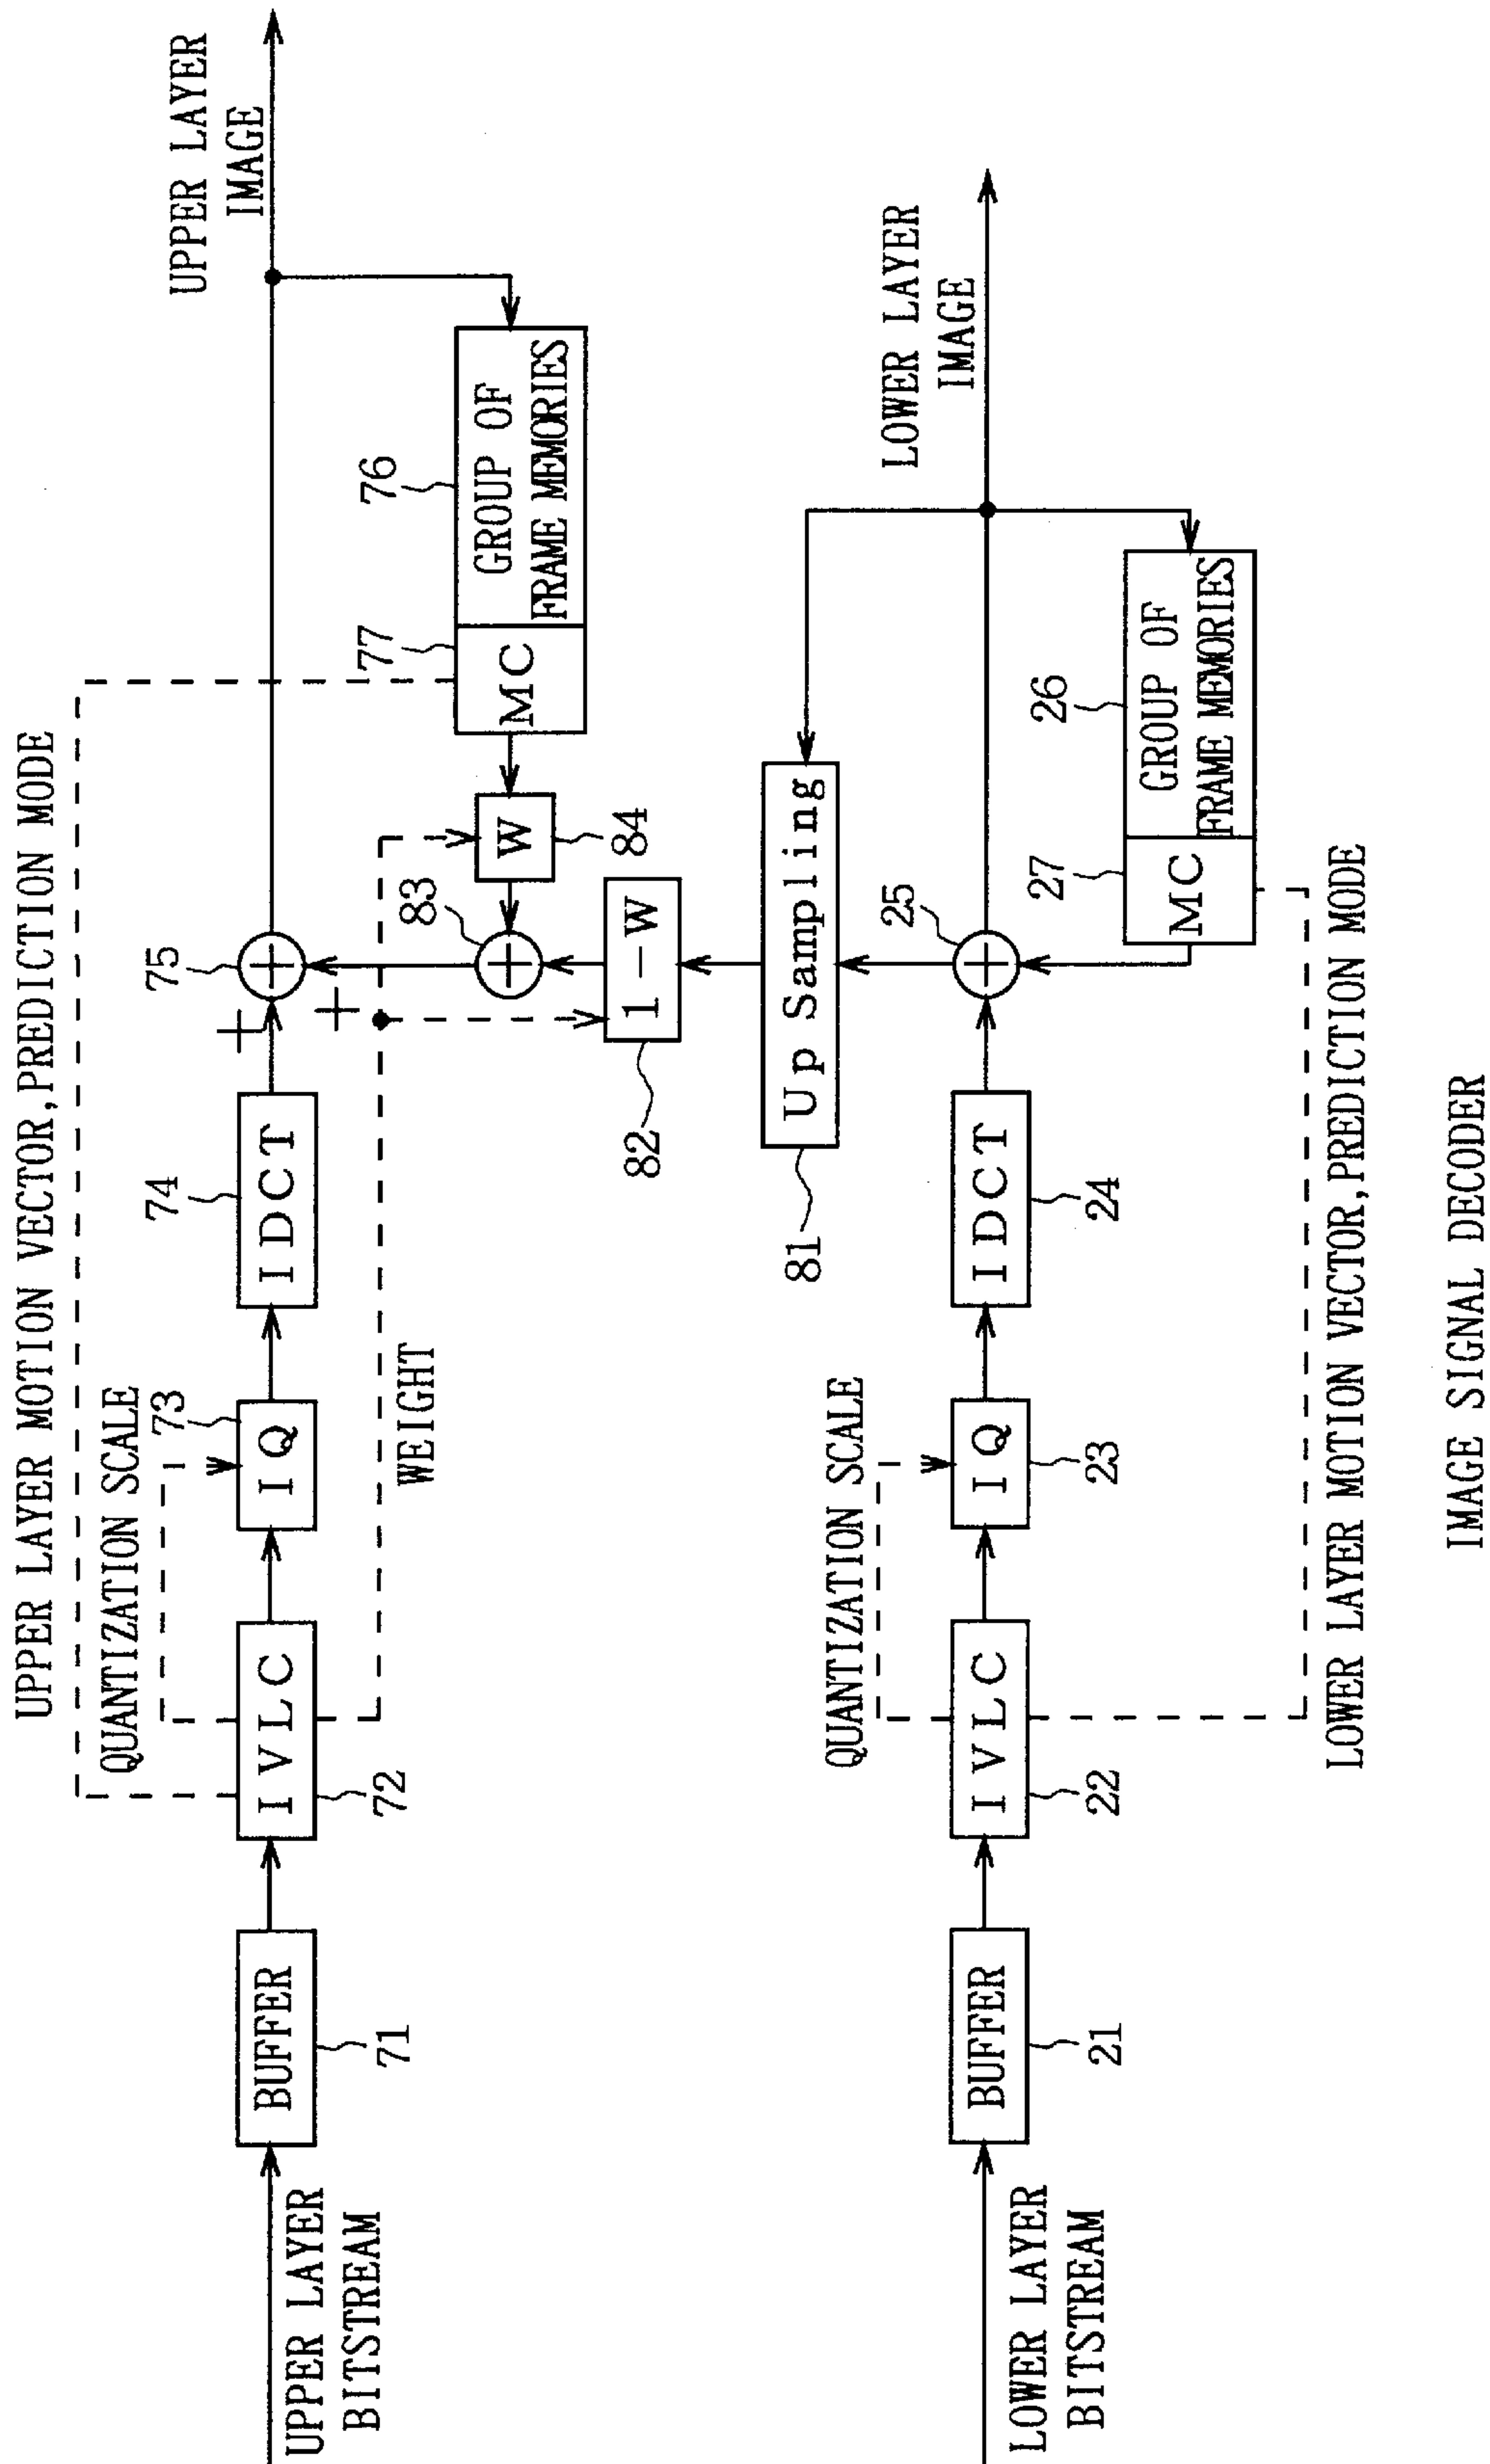 UPPER LAYER MOTION VECTOR,PREDICTION MODE
QUANTIZATION SCALE
UPPER LAYER
IMAGE
73
74
75
UPPER LAYER
BITSTREAM
BUFFER
IVLC
IQ
IDCT
+
+
+
71
72
WEIGHT
83
+
W
84
77
MC
76
GROUP OF
FRAME MEMORIES
82
1-W
81
Up Sampling
QUANTIZATION SCALE
LOWER LAYER
IMAGE
25
LOWER LAYER
BITSTREAM
BUFFER
IVLC
IQ
IDCT
+
21
22
23
24
27
MC
26
GROUP OF
FRAME MEMORIES
LOWER LAYER MOTION VECTOR,PREDICTION MODE
IMAGE SIGNAL DECODER